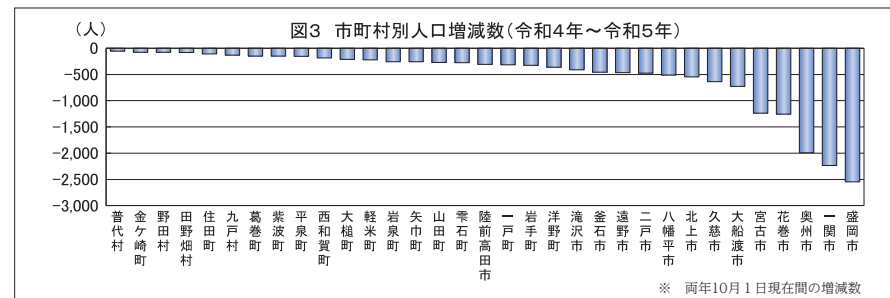 (人)
図3 市町村別人口増減数(令和4年～令和5年)
0
-500
-1,000
-1,500
-2,000
-2,500
-3,000
普代村
金ケ崎町
野田村
田野畑村
住田町
九戸村
葛巻町
紫波町
平泉町
西和賀町
大槌町
軽米町
岩泉町
矢巾町
山田町
雫石町
陸前高田市
一戸町
岩手町
洋野町
滝沢市
釜石市
遠野市
二戸市
八幡平市
北上市
久慈市
大船渡市
宮古市
花巻市
奥州市
一関市
盛岡市
※ 両年10月1日現在間の増減数